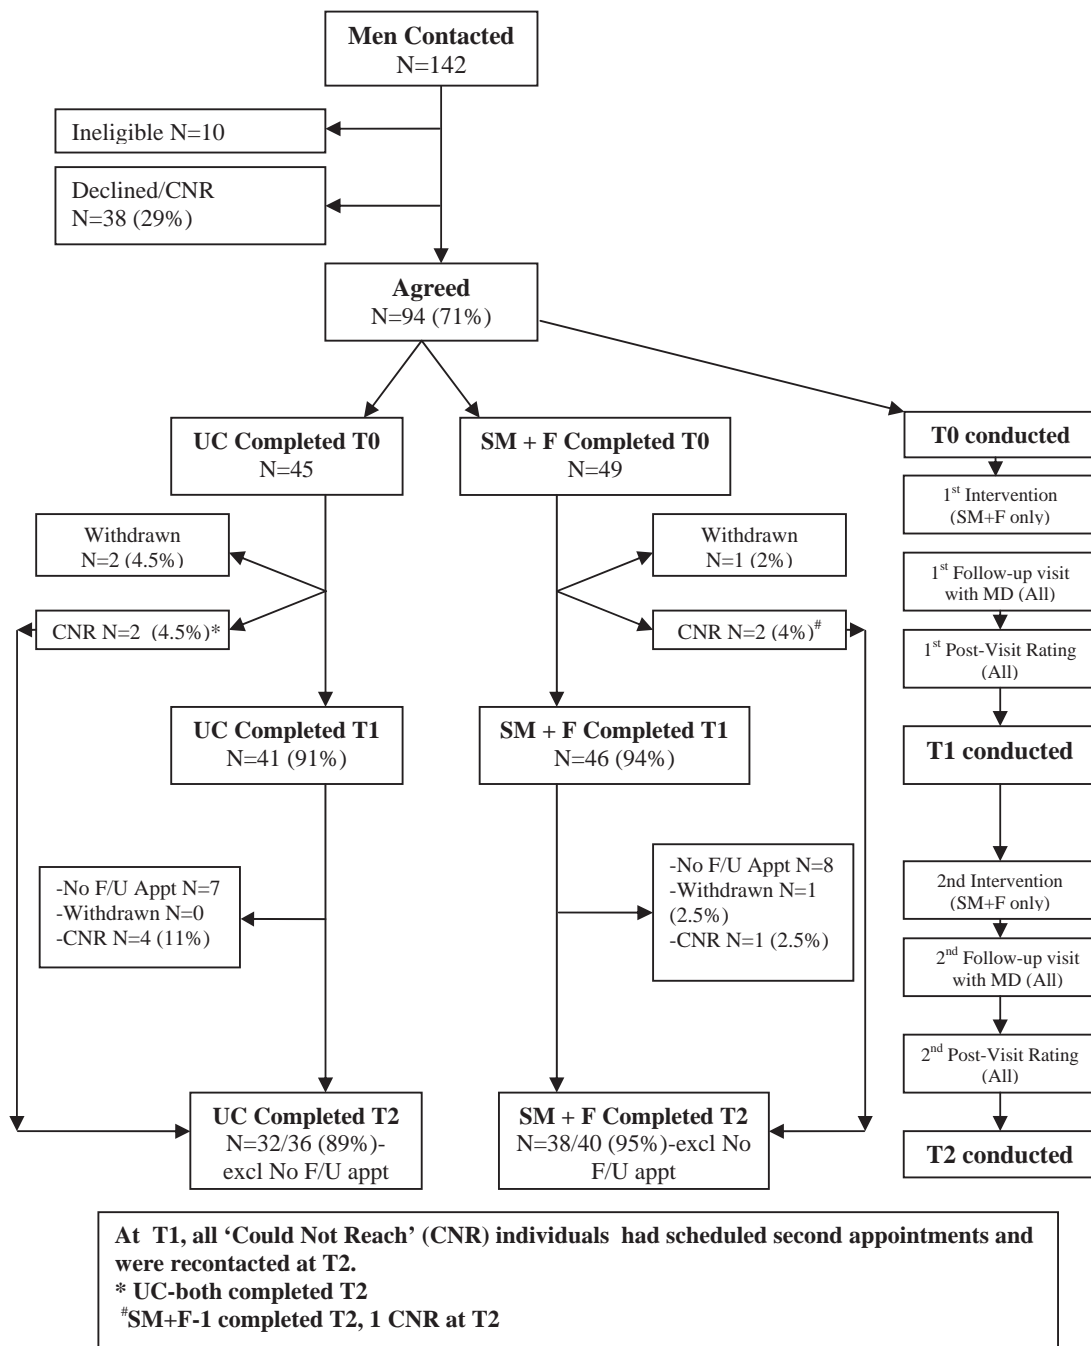 Men Contacted
N=142
Ineligible N=10
Declined/CNR
N=38 (29%)
Agreed
N=94 (71%)
UC Completed T0
N=45
SM + F Completed T0
N=49
Withdrawn
N=2 (4.5%)
CNR N=2  (4.5%)*
Withdrawn
N=1 (2%)
CNR N=2 (4%)#
UC Completed T1
N=41 (91%)
SM + F Completed T1
N=46 (94%)
-No F/U Appt N=7
-Withdrawn N=0
-CNR N=4 (11%)
-No F/U Appt N=8
-Withdrawn N=1
(2.5%)
-CNR N=1 (2.5%)
UC Completed T2
N=32/36 (89%)-
excl No F/U appt
SM + F Completed T2
N=38/40 (95%)-excl No
F/U appt
T0 conducted
1st Intervention
(SM+F only)
1st Follow-up visit
with MD (All)
1st Post-Visit Rating
(All)
T1 conducted
2nd Intervention
(SM+F only)
2nd Follow-up visit
with MD (All)
2nd Post-Visit Rating
(All)
T2 conducted
At  T1, all ‘Could Not Reach’ (CNR) individuals  had scheduled second appointments and
were recontacted at T2.
* UC-both completed T2
#SM+F-1 completed T2, 1 CNR at T2